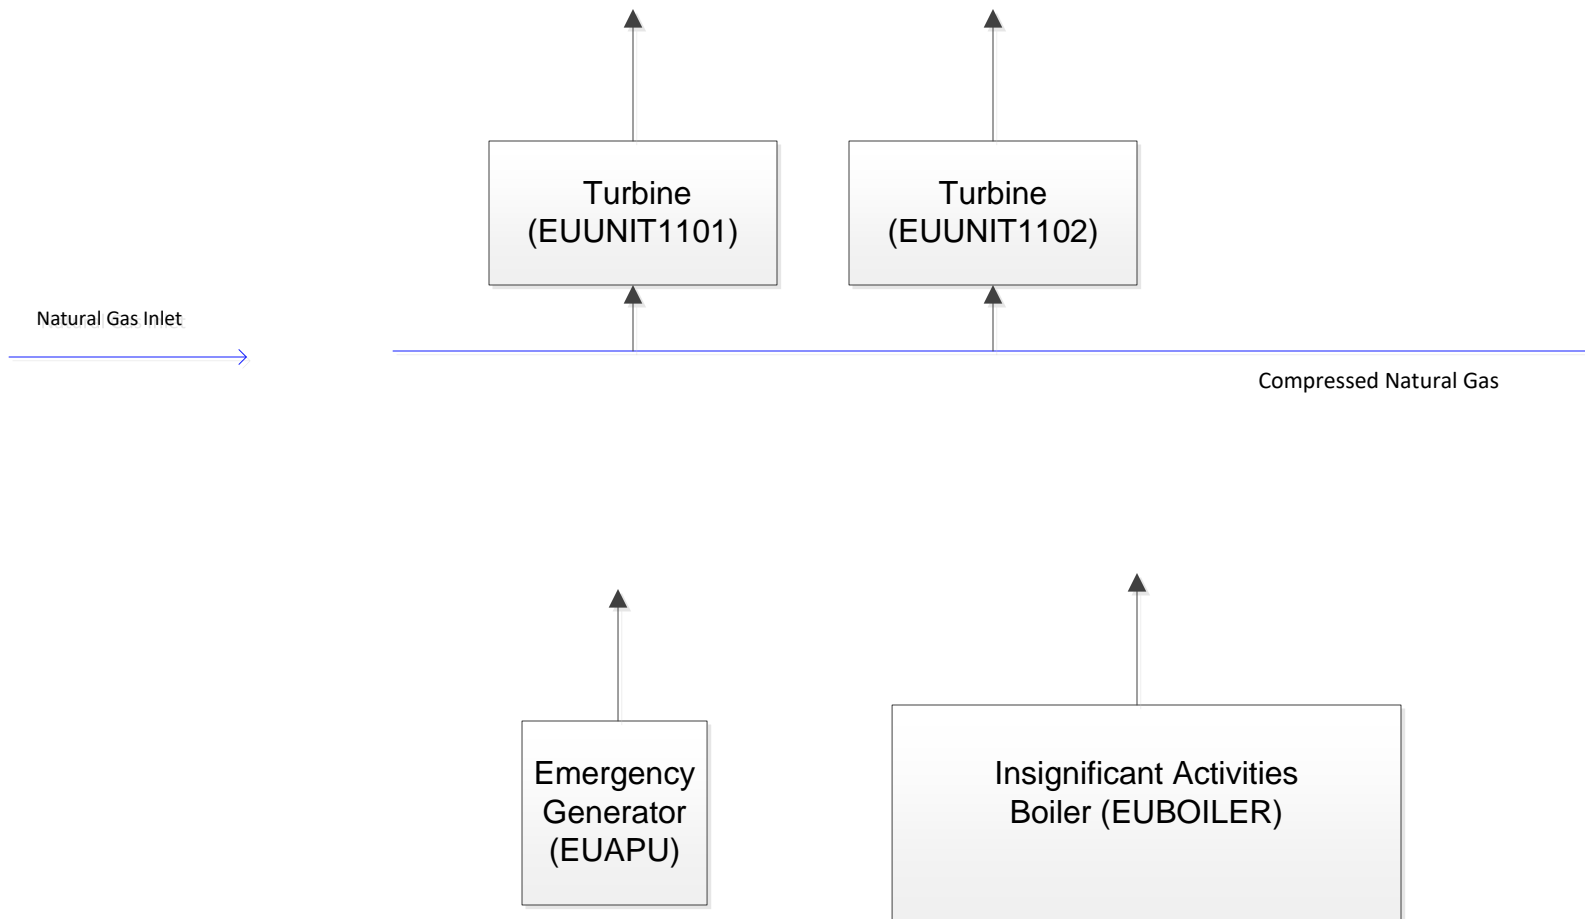 Turbine
(EUUNIT1101)
Turbine
(EUUNIT1102)
Natural Gas Inlet
Compressed Natural Gas
Emergency
Generator
(EUAPU)
Insignificant Activities
Boiler (EUBOILER)